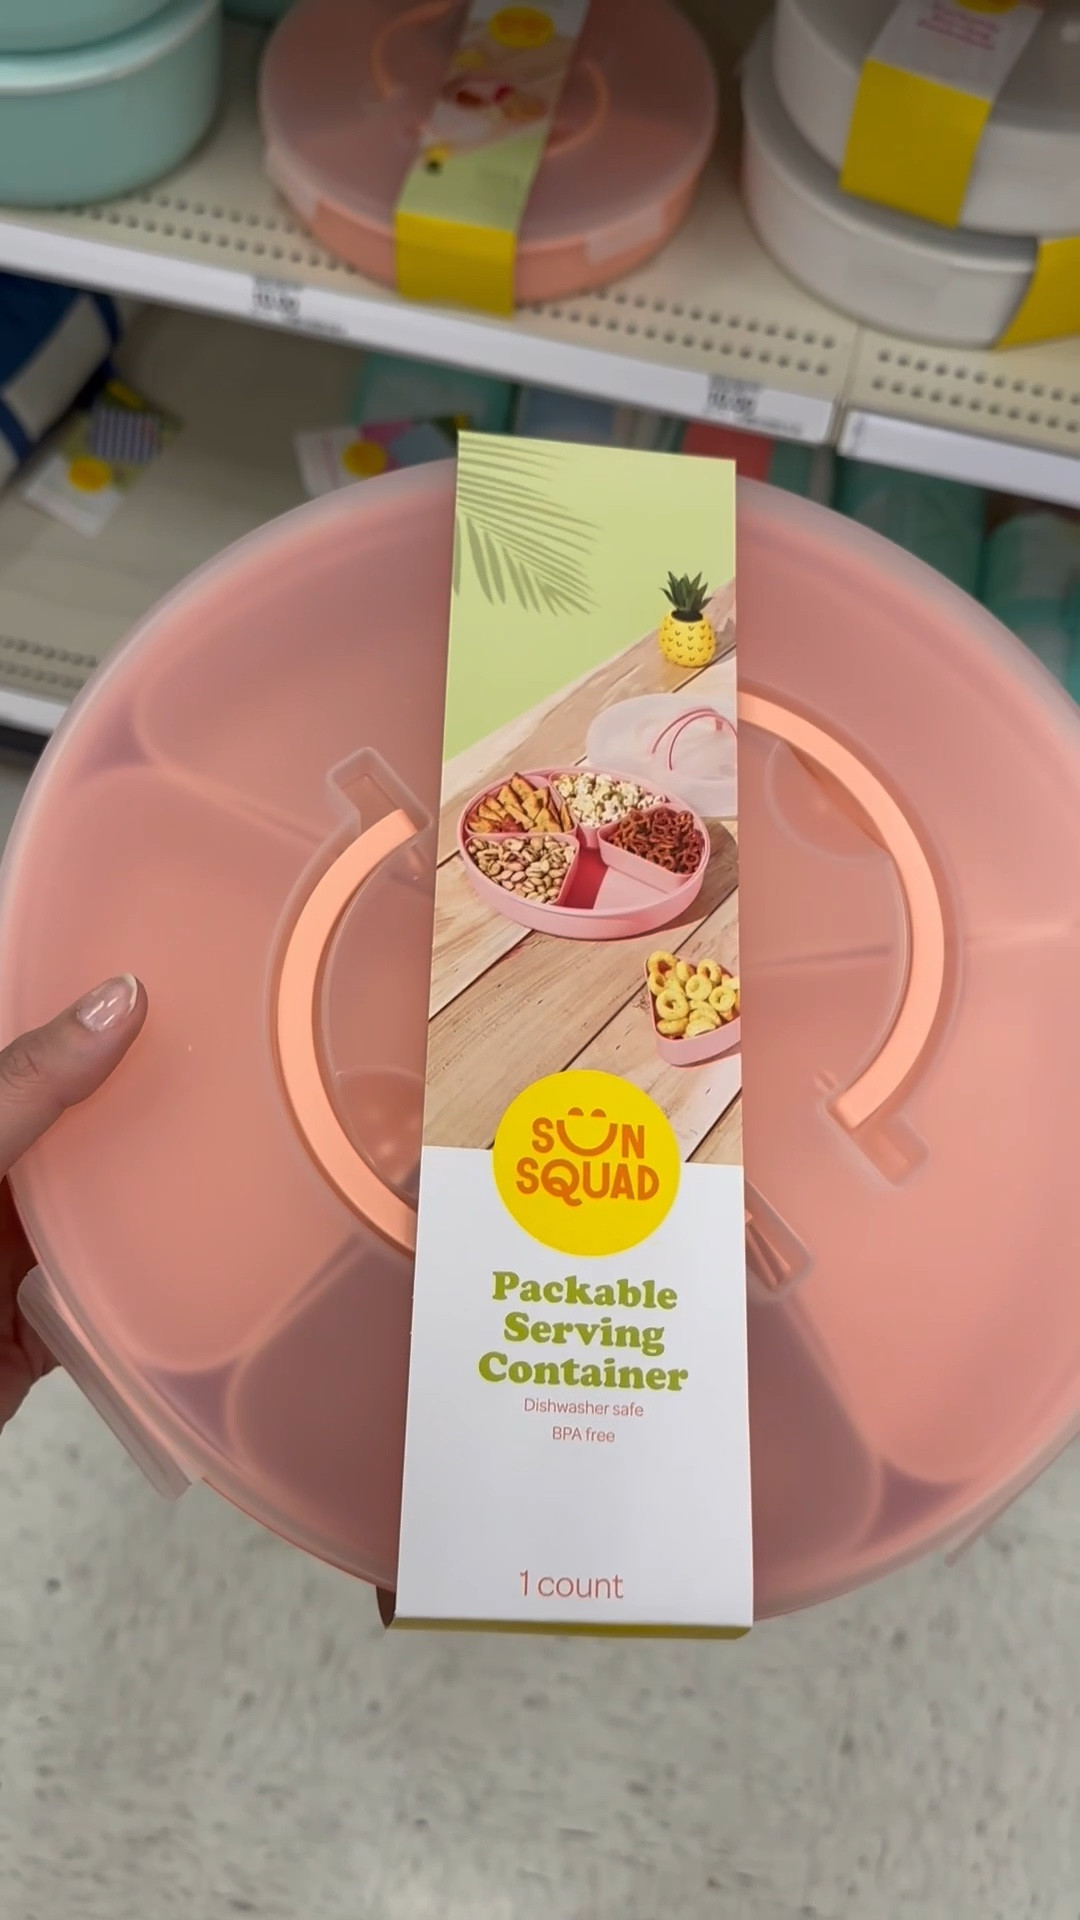 SUN
SQUAD
Packable
Serving
Container
Dishwasher safe
BPA free
1 count